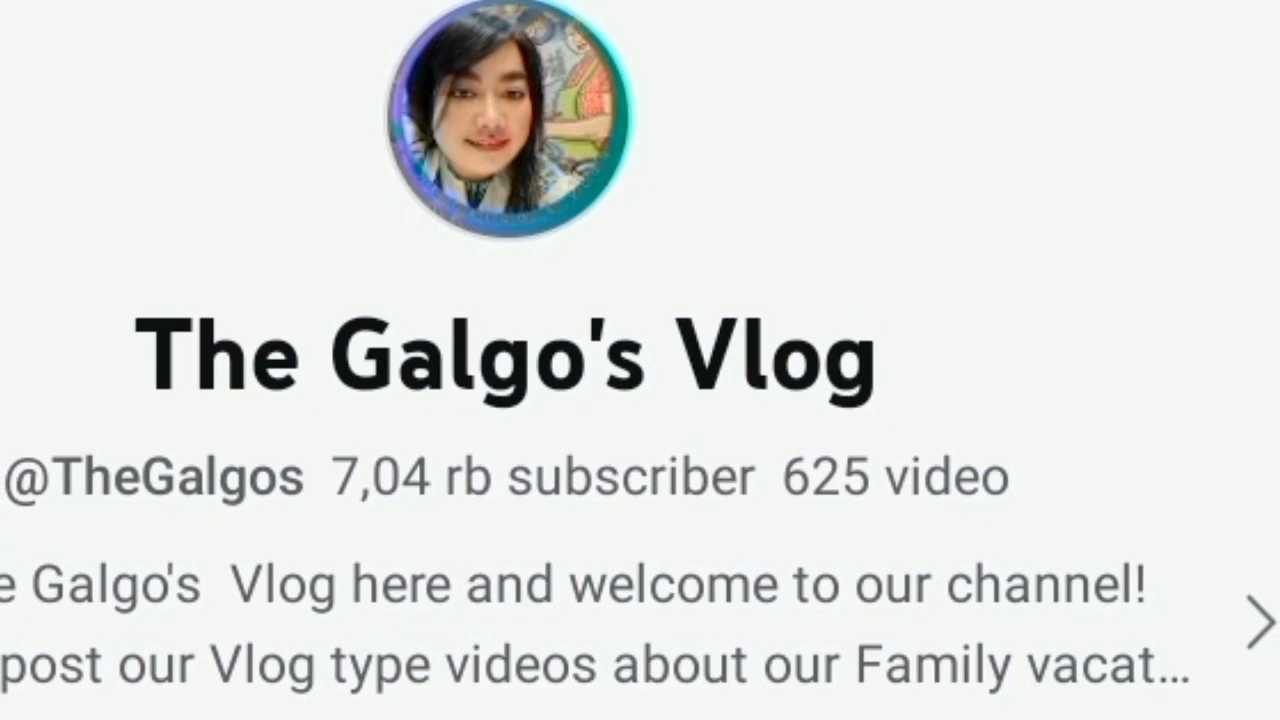 The Galgo's Vlog
@TheGalgos 7,04 rb subscriber 625 video
Galgo's Vlog here and welcome to our channel!
post our Vlog type videos about our Family vacat...